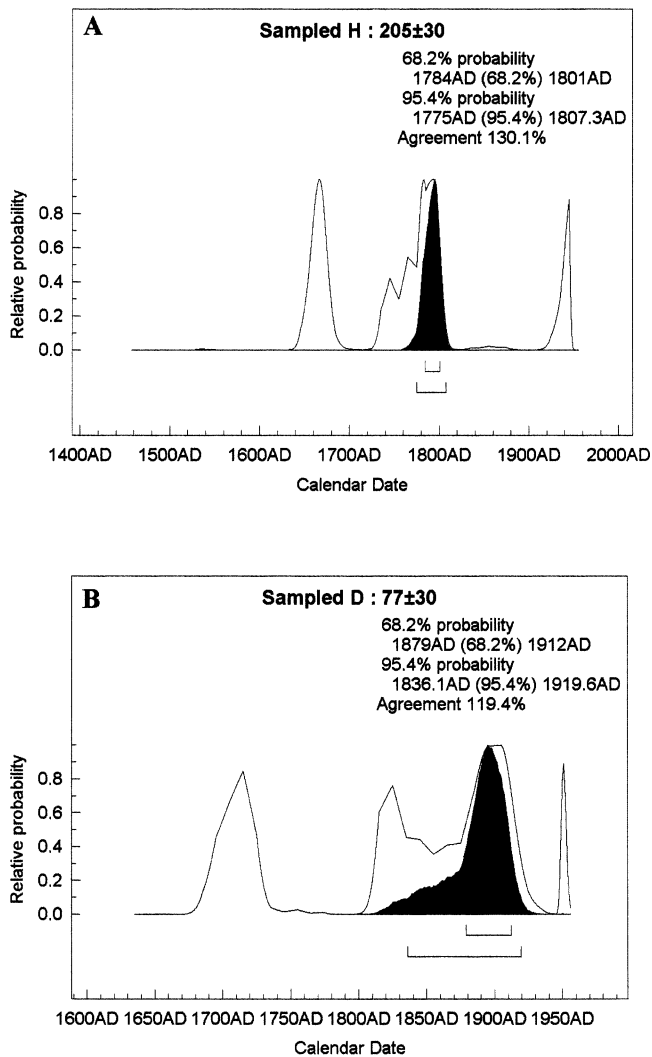 A
Sampled H : 205±30
68.2% probability
1784AD (68.2%) 1801AD
95.4% probability
1775AD (95.4%) 1807.3AD
Agreement 130.1%
Relative probability
0.8
0.6
0.4
0.2
0.0
1400AD 1500AD 1600AD 1700AD 1800AD 1900AD 2000AD
Calendar Date
B
Sampled D : 77±30
68.2% probability
1879AD (68.2%) 1912AD
95.4% probability
1836.1AD (95.4%) 1919.6AD
Agreement 119.4%
Relative probability
0.8
0.6
0.4
0.2
0.0
1600AD 1650AD 1700AD 1750AD 1800AD 1850AD 1900AD 1950AD
Calendar Date